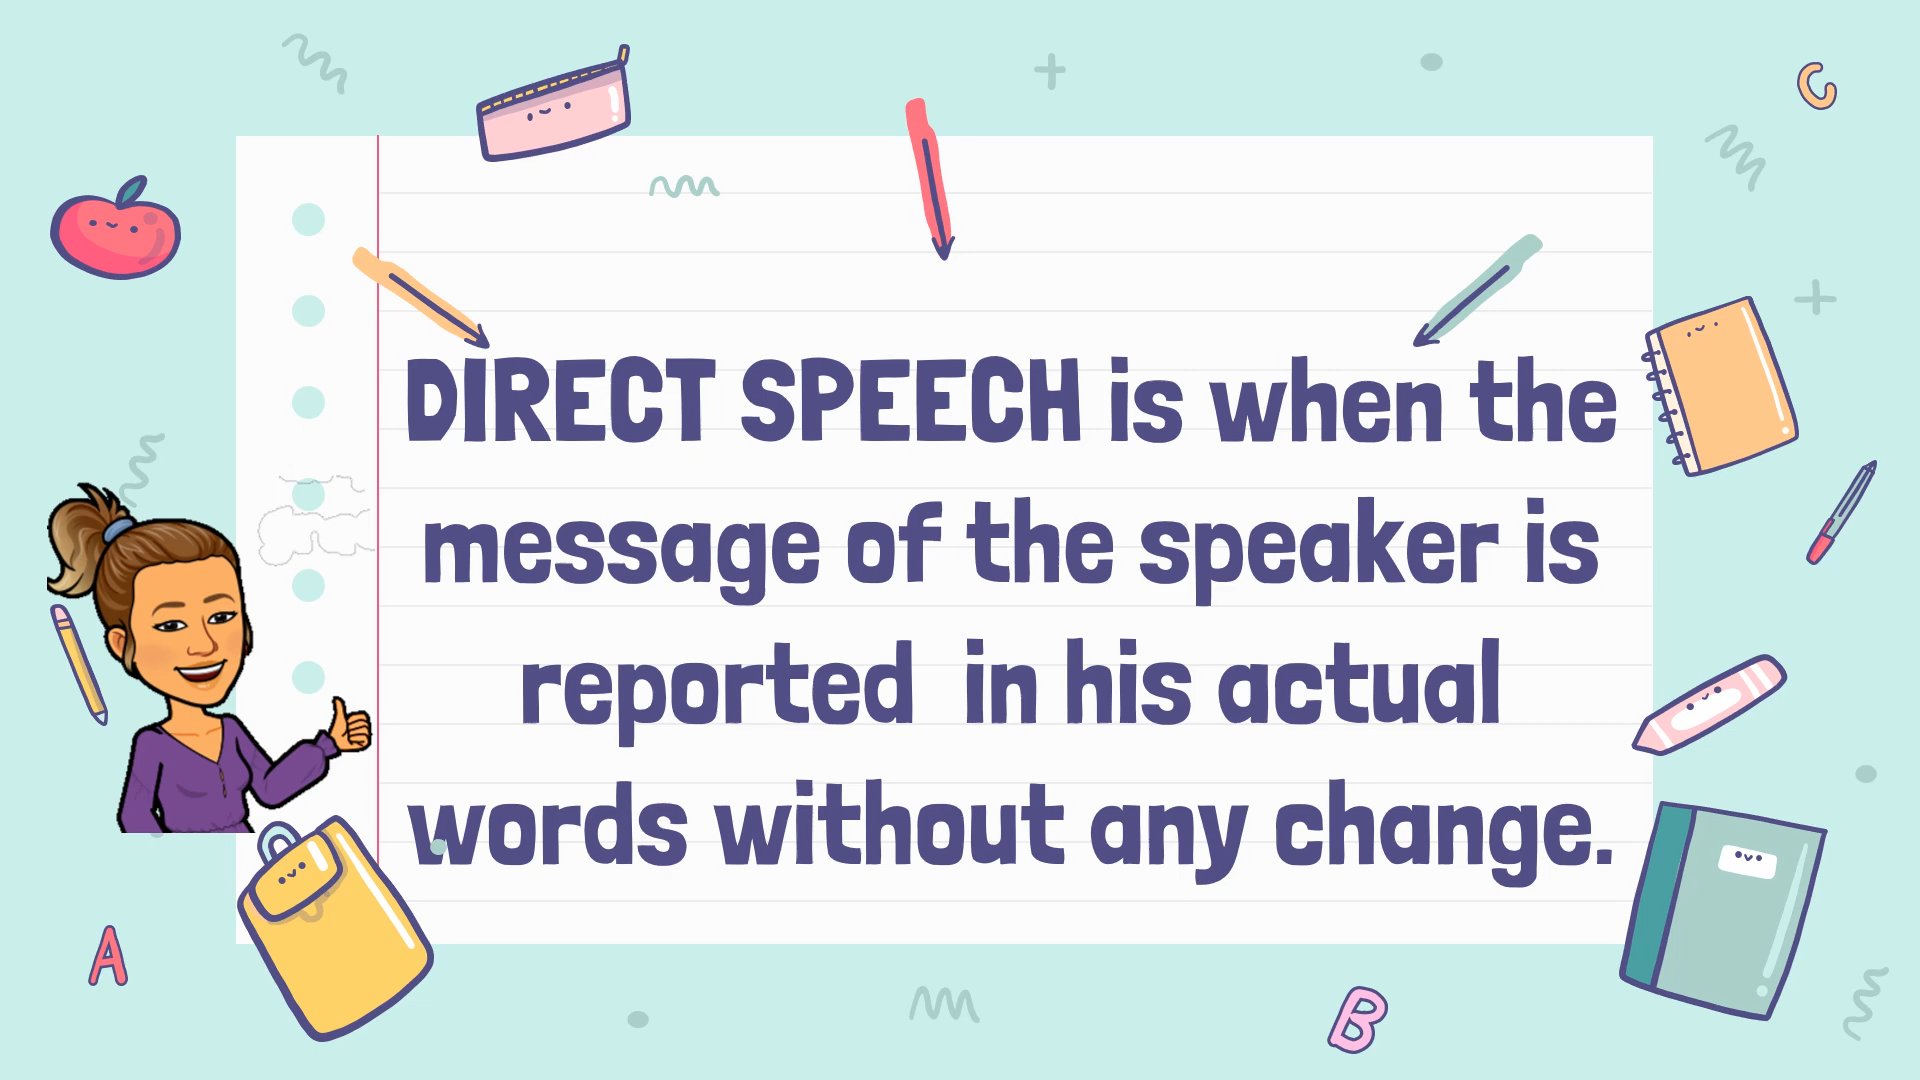 C
DIRECT SPEECH is when the
message of the speaker is
reported in his actual
words without any change.
A
B